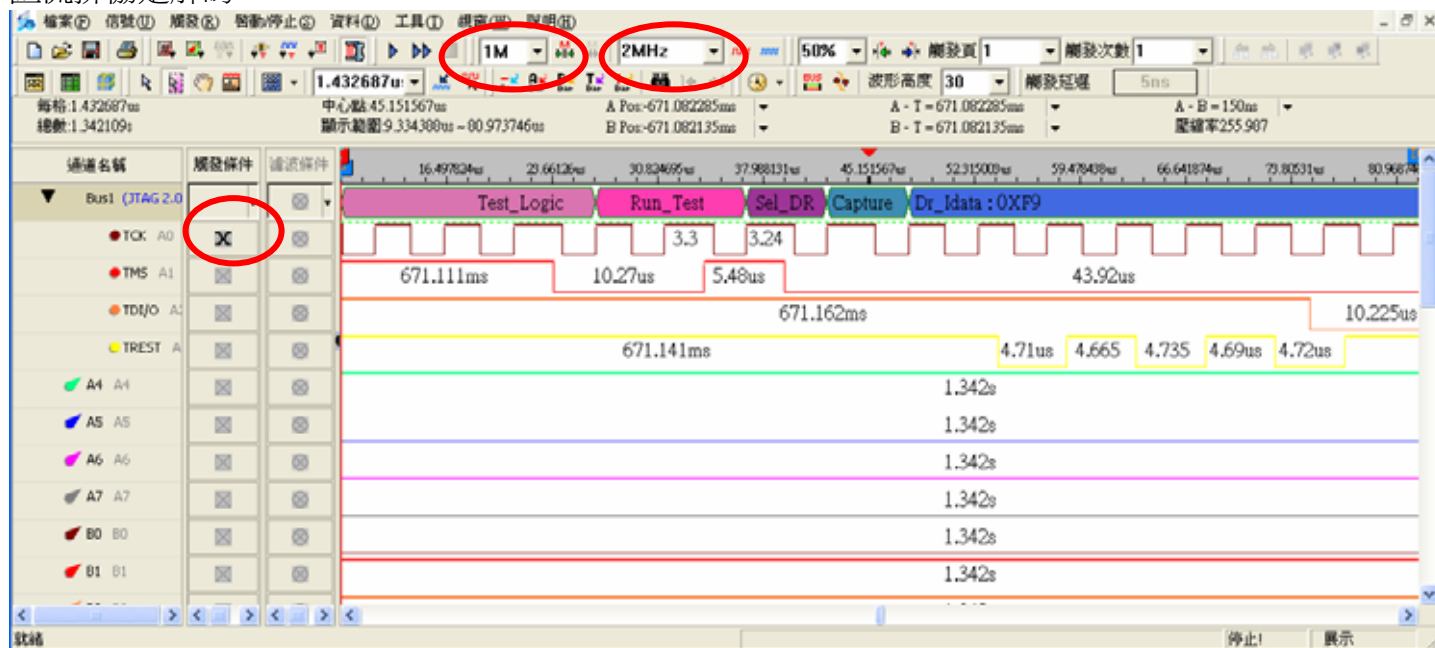 檔案(F) 信號(U) 觸發(R) 啓動/停止(S) 資料(D) 工具(T) 視窗(W) 說明(H)
1M 2MHz 50% 觸發頁 1 觸發次數 1
1.432687u 波形高度 30 觸發延遲 5ns
每格:1.432687us 中心點:45.151567us A Pos:-671.082285ms A - T = 671.082285ms A - B = 150ns
總數:1.342109s 顯示範圍:9.334388us ~ 80.973746us B Pos:-671.082135ms B - T = 671.082135ms 壓縮率255.907
通道名稱 觸發條件 濾波條件 16.497824us 23.66126us 30.824695us 37.988131us 45.151567us 52.315003us 59.478438us 66.641874us 73.80531us
Bus1 (JTAG 2.0 Test_Logic Run_Test Sel_DR Capture Dr_Idata : 0XF9
TCK A0 3.3 3.24
TMS A1 671.111ms 10.27us 5.48us 43.92us
TDI/O 671.162ms 10.225us
TREST A 671.141ms 4.71us 4.665 4.735 4.69us 4.72us
A4 A4 1.342s
A5 A5 1.342s
A6 A6 1.342s
A7 A7 1.342s
B0 B0 1.342s
B1 B1 1.342s
就緒 停止! 展示